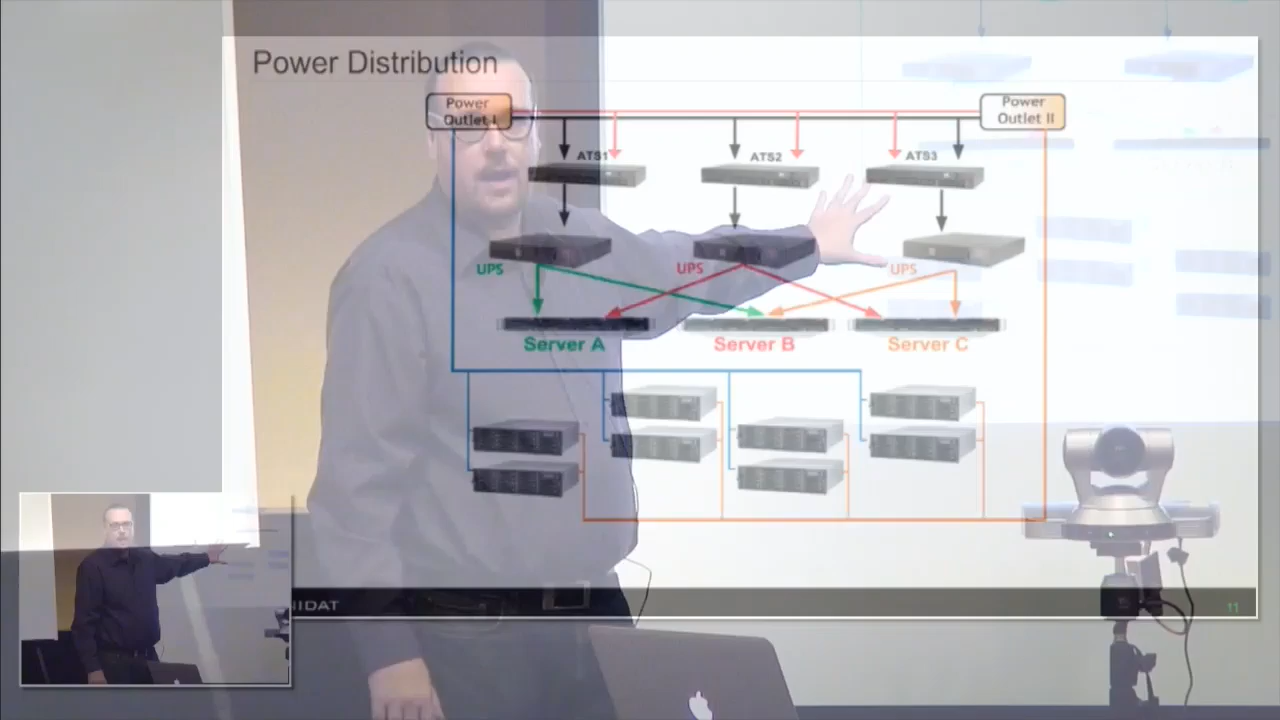 Power Distribution
Power
Outlet I
Power
Outlet II
ATS1
ATS2
ATS3
UPS
UPS
UPS
Server A
Server B
Server C
11